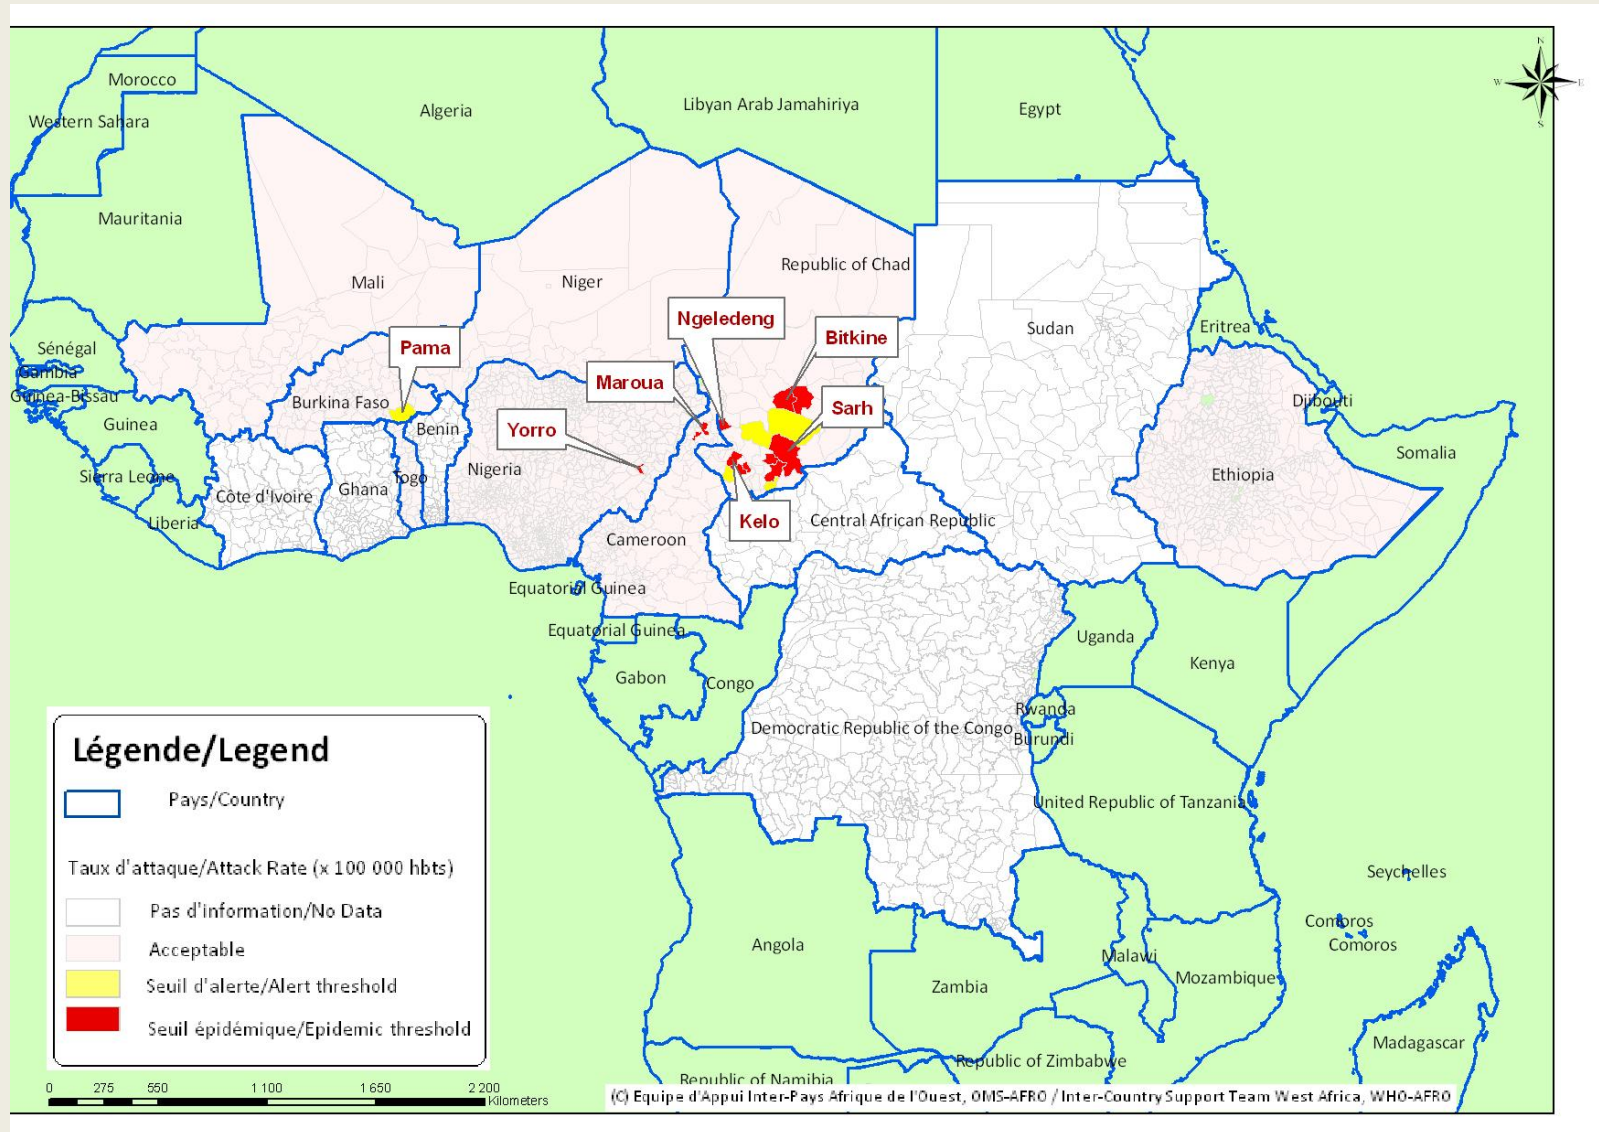 N
W
E
S
Morocco
Western Sahara
Algeria
Libyan Arab Jamahiriya
Egypt
Mauritania
Mali
Niger
Republic of Chad
Sudan
Eritrea
Ngeledeng
Bitkine
Pama
Maroua
Sarh
Yorro
Kelo
Sénégal
Gambia
Guinea-Bissau
Guinea
Sierra Leone
Liberia
Burkina Faso
Benin
Côte d'Ivoire
Ghana
Togo
Nigeria
Djibouti
Somalia
Ethiopia
Central African Republic
Cameroon
Equatorial Guinea
Equatorial Guinea
Gabon
Congo
Uganda
Kenya
Rwanda
Burundi
Democratic Republic of the Congo
United Republic of Tanzania
Seychelles
Comoros
Comoros
Angola
Zambia
Malawi
Mozambique
Madagascar
Republic of Zimbabwe
Republic of Namibia
Légende/Legend
Pays/Country
Taux d'attaque/Attack Rate (x 100 000 hbts)
Pas d'information/No Data
Acceptable
Seuil d'alerte/Alert threshold
Seuil épidémique/Epidemic threshold
0 275 550 1 100 1 650 2 200
Kilometers
(C) Equipe d'Appui Inter-Pays Afrique de l'Ouest, OMS-AFRO / Inter-Country Support Team West Africa, WHO-AFRO